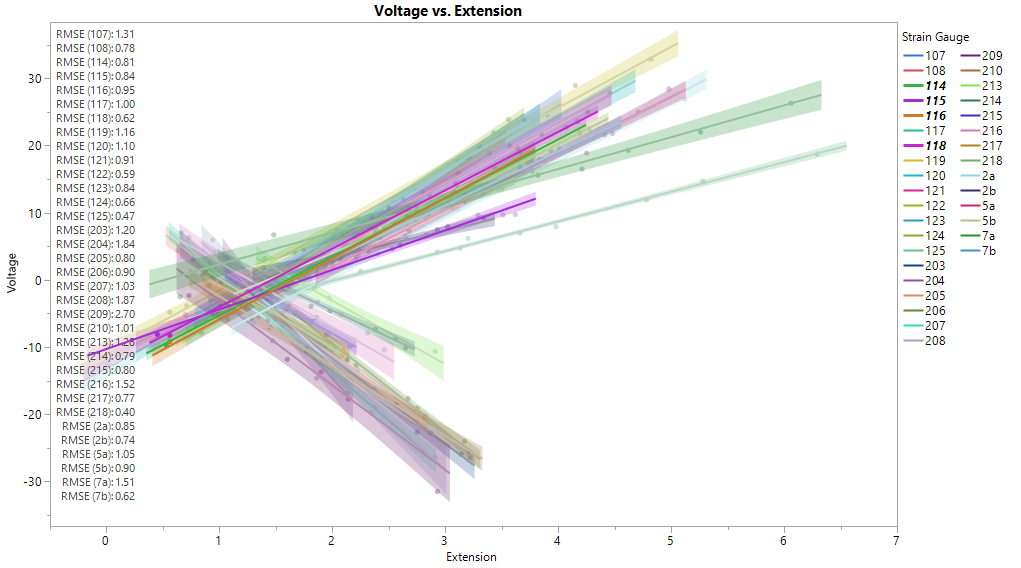 Voltage vs. Extension
RMSE (107): 1.31
RMSE (108): 0.78
RMSE (114): 0.81
RMSE (115): 0.84
RMSE (116): 0.95
RMSE (117): 1.00
RMSE (118): 0.62
RMSE (119): 1.16
RMSE (120): 1.10
RMSE (121): 0.91
RMSE (122): 0.59
RMSE (123): 0.84
RMSE (124): 0.66
RMSE (125): 0.47
RMSE (203): 1.20
RMSE (204): 1.84
RMSE (205): 0.80
RMSE (206): 0.90
RMSE (207): 1.03
RMSE (208): 1.87
RMSE (209): 2.70
RMSE (210): 1.01
RMSE (213): 1.26
RMSE (214): 0.79
RMSE (215): 0.80
RMSE (216): 1.52
RMSE (217): 0.77
RMSE (218): 0.40
RMSE (2a): 0.85
RMSE (2b): 0.74
RMSE (5a): 1.05
RMSE (5b): 0.90
RMSE (7a): 1.51
RMSE (7b): 0.62
Voltage
30
20
10
0
-10
-20
-30
0 1 2 3 4 5 6 7
Extension
Strain Gauge
107 209
108 210
114 213
115 214
116 215
117 216
118 217
119 218
120 2a
121 2b
122 5a
123 5b
124 7a
125 7b
203
204
205
206
207
208